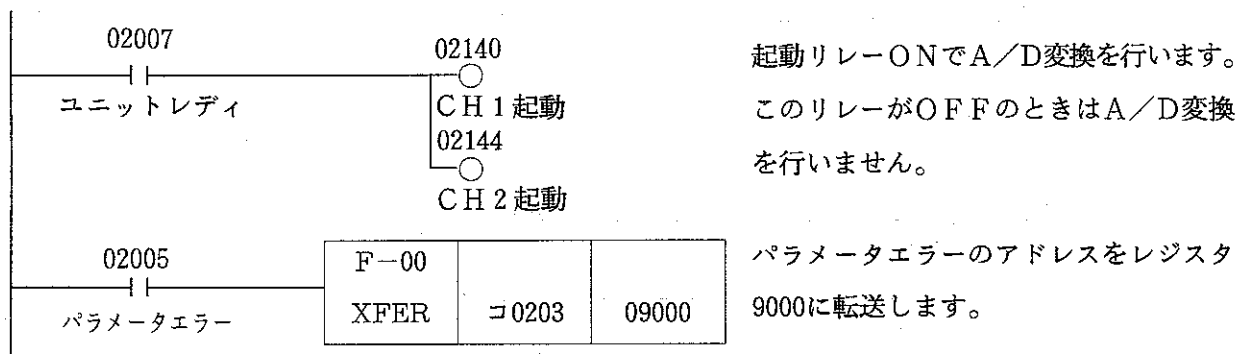 02007
ユニットレディ
02140
CH1起動
02144
CH2起動
起動リレーONでA/D変換を行います。
このリレーがOFFのときはA/D変換
を行いません。
02005
パラメータエラー
F-00
XFER
コ0203
09000
パラメータエラーのアドレスをレジスタ
9000に転送します。